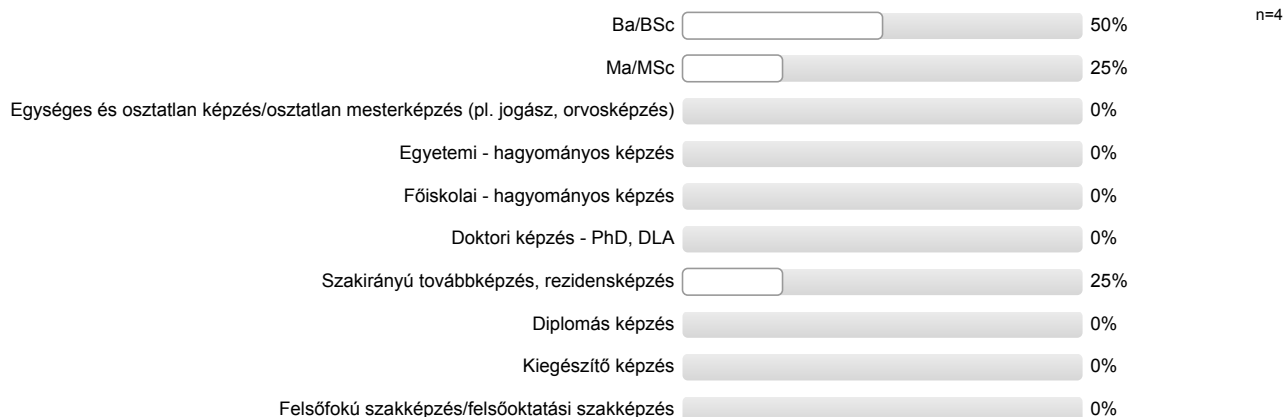 n=4
Ba/BSc 50%
Ma/MSc 25%
Egységes és osztatlan képzés/osztatlan mesterképzés (pl. jogász, orvosképzés) 0%
Egyetemi - hagyományos képzés 0%
Főiskolai - hagyományos képzés 0%
Doktori képzés - PhD, DLA 0%
Szakirányú továbbképzés, rezidensképzés 25%
Diplomás képzés 0%
Kiegészítő képzés 0%
Felsőfokú szakképzés/felsőoktatási szakképzés 0%